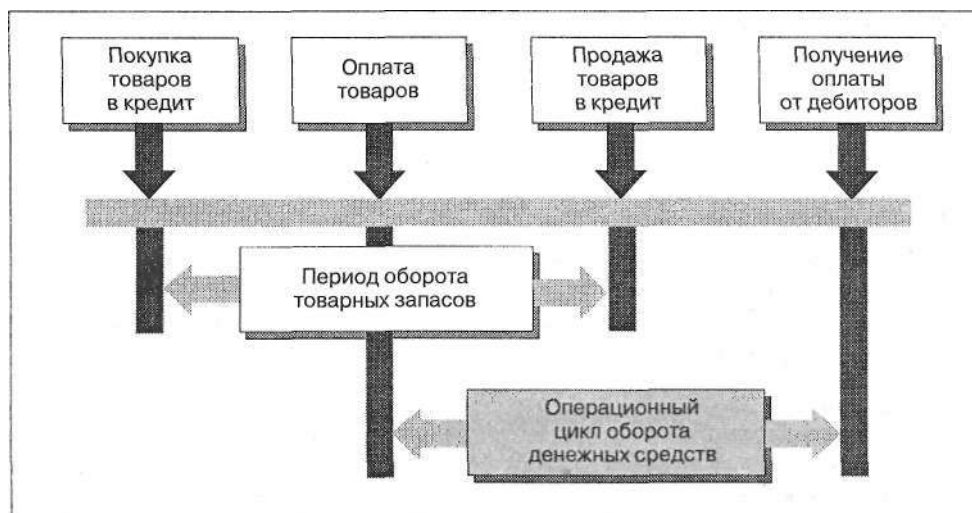 Покупка
товаров
в кредит
Оплата
товаров
Продажа
товаров
в кредит
Получение
оплаты
от дебиторов
Период оборота
товарных запасов
Операционный
цикл оборота
денежных средств